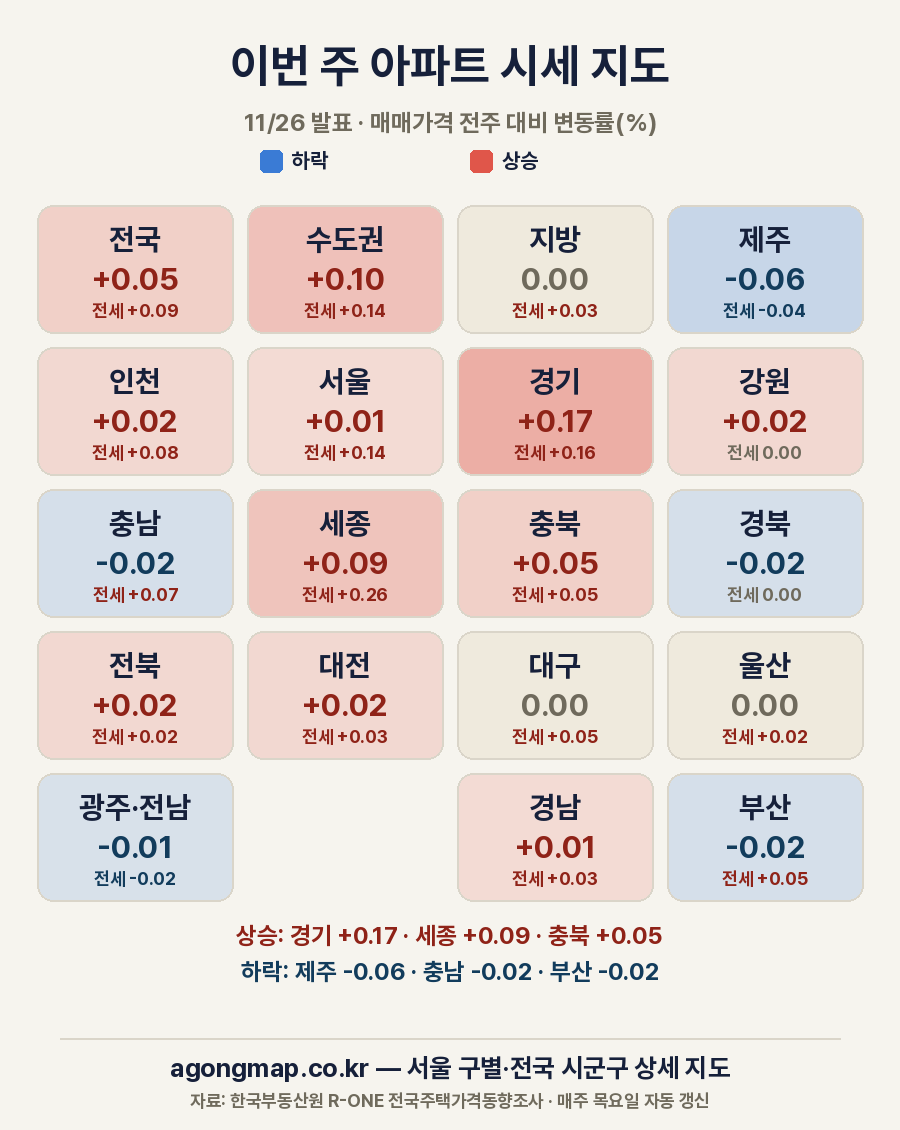 이번 주 아파트 시세 지도
11/26 발표 · 매매가격 전주 대비 변동률(%)
하락 상승
전국
+0.05
전세 +0.09
수도권
+0.10
전세 +0.14
지방
0.00
전세 +0.03
제주
-0.06
전세 -0.04
인천
+0.02
전세 +0.08
서울
+0.01
전세 +0.14
경기
+0.17
전세 +0.16
강원
+0.02
전세 0.00
충남
-0.02
전세 +0.07
세종
+0.09
전세 +0.26
충북
+0.05
전세 +0.05
경북
-0.02
전세 0.00
전북
+0.02
전세 +0.02
대전
+0.02
전세 +0.03
대구
0.00
전세 +0.05
울산
0.00
전세 +0.02
광주·전남
-0.01
전세 -0.02
경남
+0.01
전세 +0.03
부산
-0.02
전세 +0.05
상승: 경기 +0.17 · 세종 +0.09 · 충북 +0.05
하락: 제주 -0.06 · 충남 -0.02 · 부산 -0.02
agongmap.co.kr — 서울 구별·전국 시군구 상세 지도
자료: 한국부동산원 R-ONE 전국주택가격동향조사 · 매주 목요일 자동 갱신